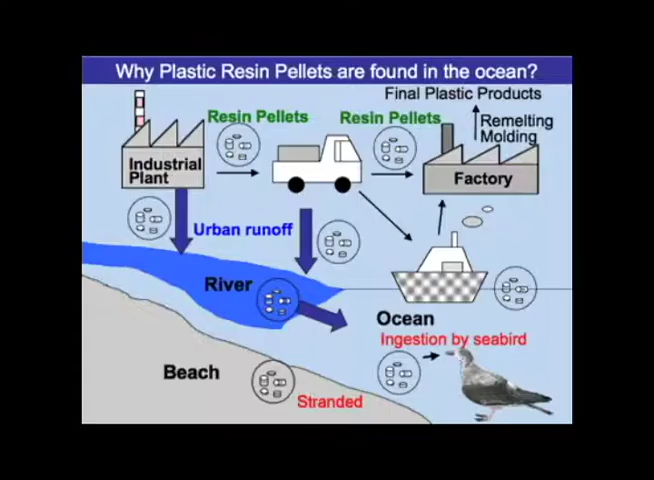 Why Plastic Resin Pellets are found in the ocean?
Final Plastic Products
Resin Pellets
Resin Pellets
Remelting
Molding
Industrial
Plant
Factory
Urban runoff
River
Ocean
Ingestion by seabird
Beach
Stranded